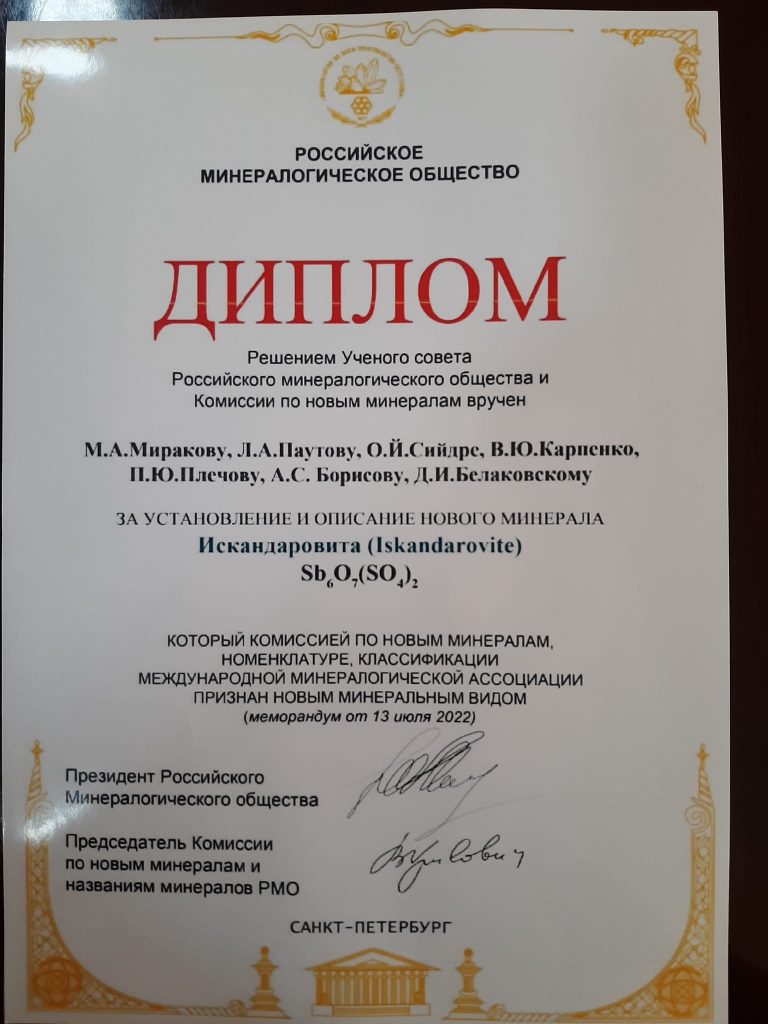 РОССИЙСКОЕ
МИНЕРАЛОГИЧЕСКОЕ ОБЩЕСТВО
ДИПЛОМ
Решением Ученого совета
Российского минералогического общества и
Комиссии по новым минералам вручен
М.А.Миракову, Л.А.Паутову, О.Й.Сийдре, В.Ю.Карпенко,
П.Ю.Плечову, А.С. Борисову, Д.И.Белаковскому
ЗА УСТАНОВЛЕНИЕ И ОПИСАНИЕ НОВОГО МИНЕРАЛА
Искандаровита (Iskandarovite)
Sb₆O₇(SO₄)₂
КОТОРЫЙ КОМИССИЕЙ ПО НОВЫМ МИНЕРАЛАМ,
НОМЕНКЛАТУРЕ, КЛАССИФИКАЦИИ
МЕЖДУНАРОДНОЙ МИНЕРАЛОГИЧЕСКОЙ АССОЦИАЦИИ
ПРИЗНАН НОВЫМ МИНЕРАЛЬНЫМ ВИДОМ
(меморандум от 13 июля 2022)
Президент Российского
Минералогического общества
Председатель Комиссии
по новым минералам и
названиям минералов РМО
САНКТ-ПЕТЕРБУРГ